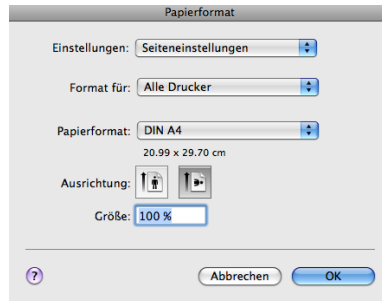 Papierformat
Einstellungen: Seiteneinstellungen
Format für: Alle Drucker
Papierformat: DIN A4
20.99 x 29.70 cm
Ausrichtung:
Größe: 100 %
? Abbrechen OK